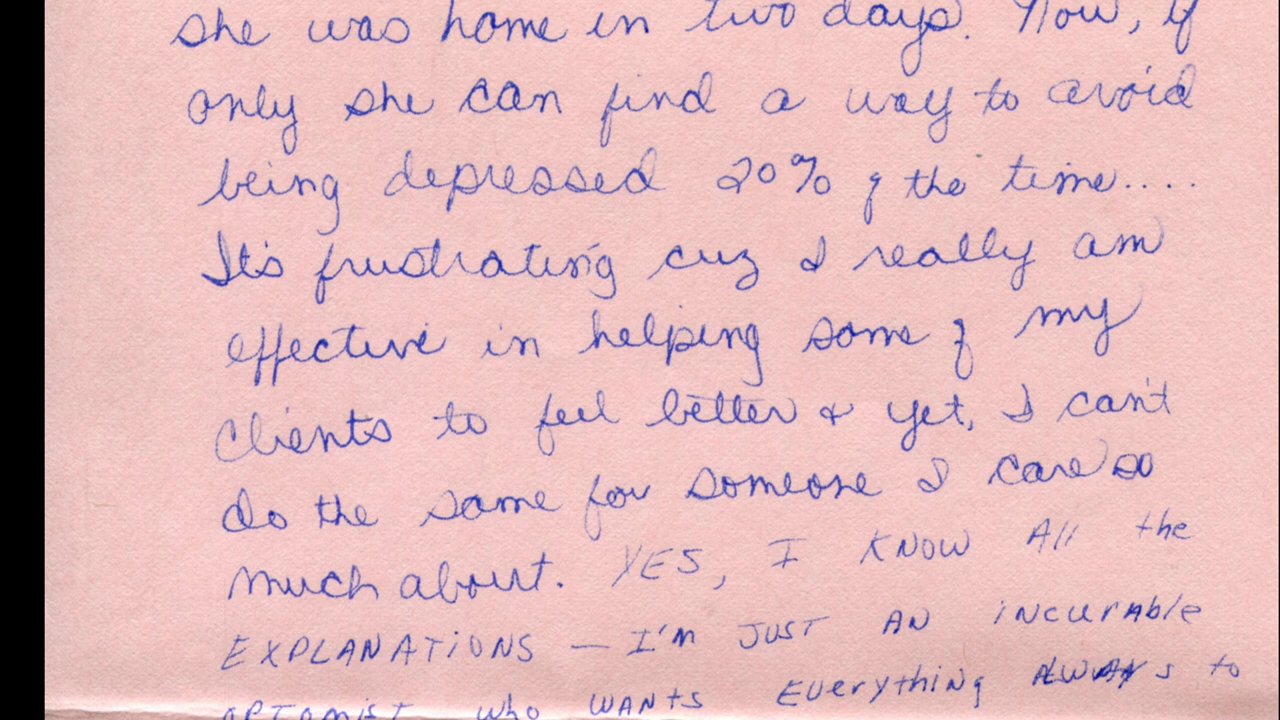 she was home in two days. Now, if
only she can find a way to avoid
being depressed 20% of the time....
It's frustrating cuz I really am
effective in helping some of my
clients to feel better & yet, I can't
do the same for someone I care so
much about. YES, I KNOW All the
EXPLANATIONS — I'm JUST AN incurable
OPTOMIST who WANTS EVErything AlWAYs to